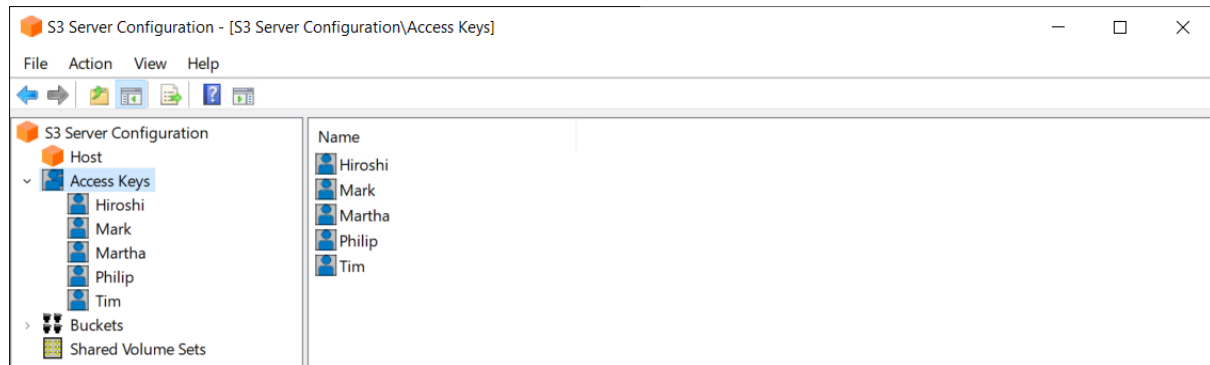 S3 Server Configuration - [S3 Server Configuration\Access Keys]
File Action View Help
S3 Server Configuration
Host
Access Keys
Hiroshi
Mark
Martha
Philip
Tim
Buckets
Shared Volume Sets
Name
Hiroshi
Mark
Martha
Philip
Tim